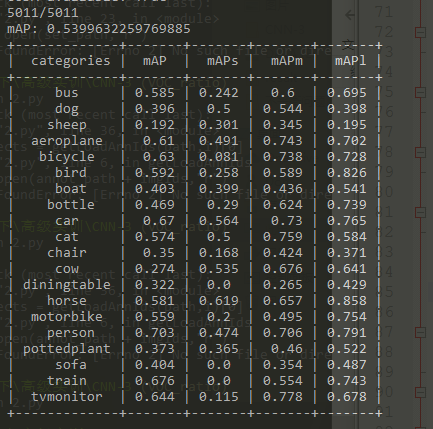 5011/5011
mAP: 0.5399632259769885
+-------------+-------+-------+-------+-------+
| categories | mAP | mAPs | mAPm | mAPl |
+-------------+-------+-------+-------+-------+
| bus | 0.585 | 0.242 | 0.6 | 0.695 |
| dog | 0.396 | 0.5 | 0.544 | 0.398 |
| sheep | 0.192 | 0.301 | 0.345 | 0.195 |
| aeroplane | 0.61 | 0.491 | 0.743 | 0.702 |
| bicycle | 0.63 | 0.081 | 0.738 | 0.728 |
| bird | 0.592 | 0.258 | 0.589 | 0.826 |
| boat | 0.403 | 0.399 | 0.436 | 0.541 |
| bottle | 0.469 | 0.29 | 0.624 | 0.739 |
| car | 0.67 | 0.564 | 0.73 | 0.765 |
| cat | 0.574 | 0.5 | 0.759 | 0.584 |
| chair | 0.35 | 0.168 | 0.424 | 0.371 |
| cow | 0.274 | 0.535 | 0.676 | 0.641 |
| diningtable | 0.322 | 0.0 | 0.265 | 0.429 |
| horse | 0.581 | 0.619 | 0.657 | 0.858 |
| motorbike | 0.559 | 0.2 | 0.495 | 0.754 |
| person | 0.703 | 0.474 | 0.706 | 0.791 |
| pottedplant | 0.373 | 0.365 | 0.46 | 0.522 |
| sofa | 0.404 | 0.0 | 0.354 | 0.487 |
| train | 0.676 | 0.0 | 0.554 | 0.743 |
| tvmonitor | 0.644 | 0.115 | 0.778 | 0.678 |
+-------------+-------+-------+-------+-------+